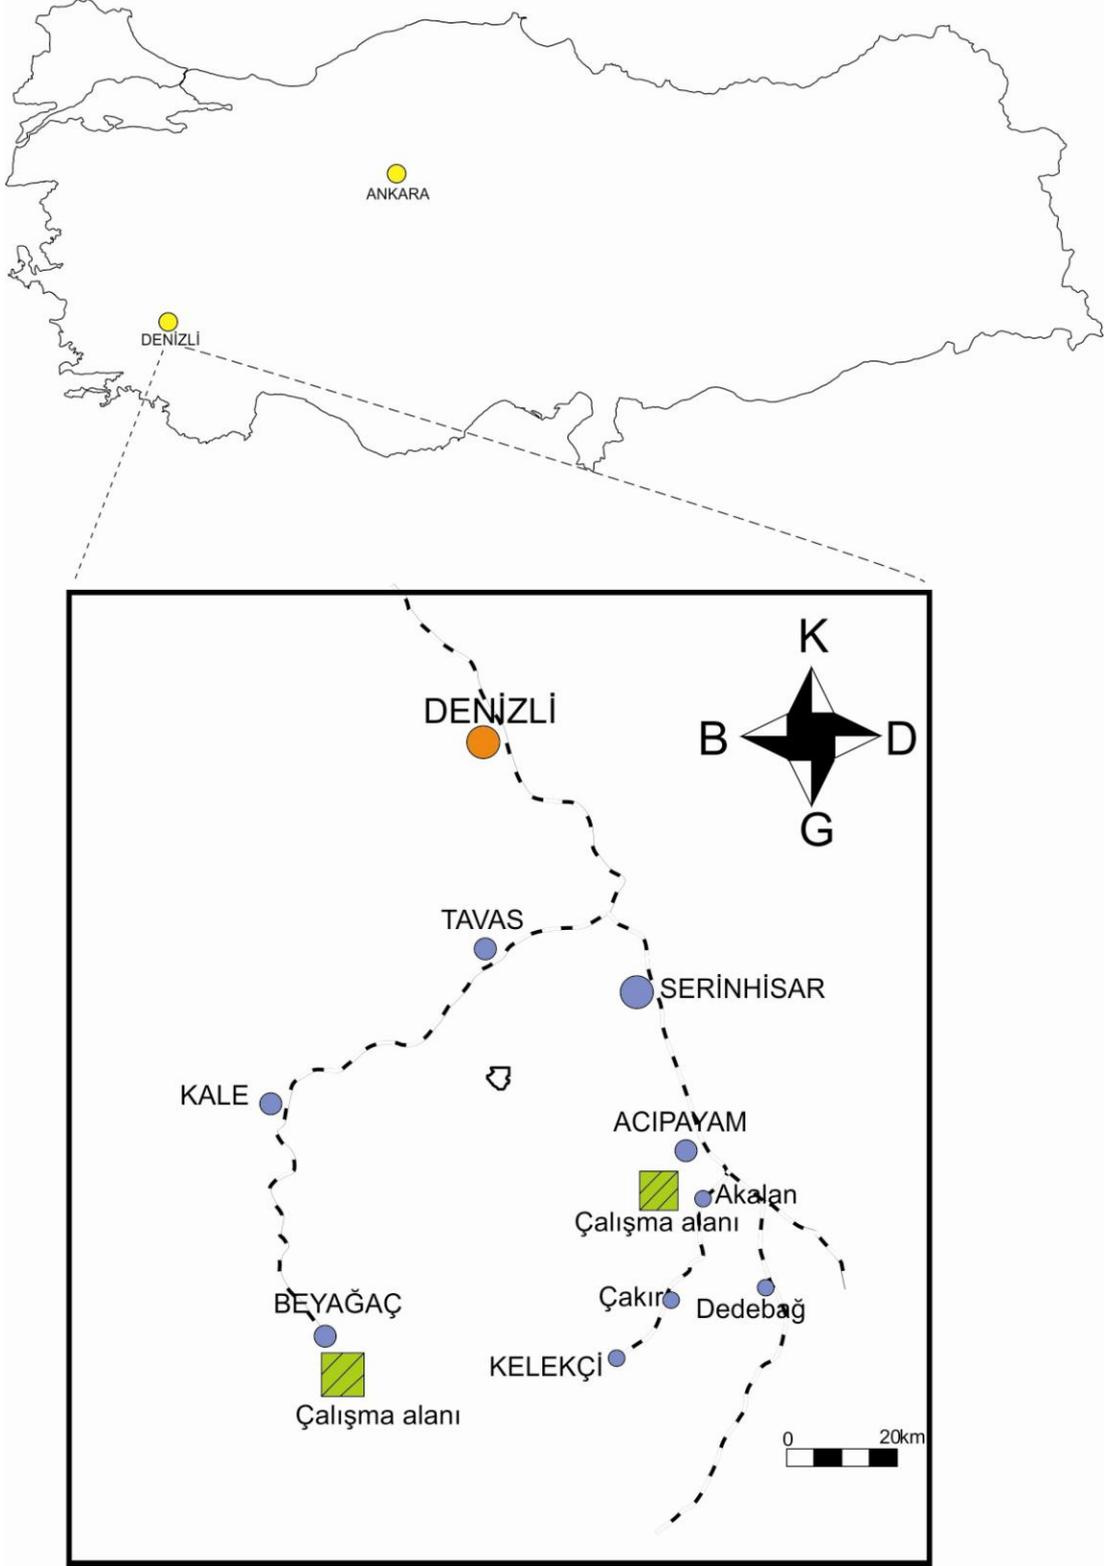 ANKARA
DENİZLİ
K
DENİZLİ
B
D
G
TAVAS
SERİNHİSAR
KALE
ACIPAYAM
Akalan
Çalışma alanı
Çakır
Dedebağ
BEYAĞAÇ
KELEKÇİ
Çalışma alanı
0 20km